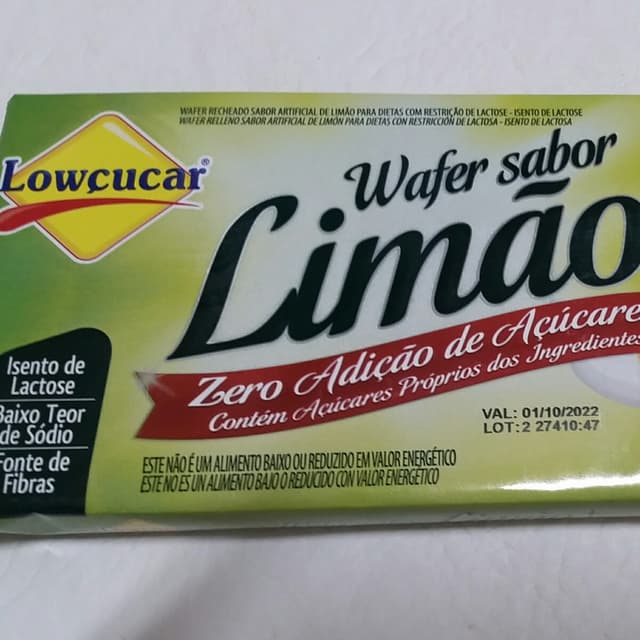 WAFER RECHEADO SABOR ARTIFICIAL DE LIMÃO PARA DIETAS COM RESTRIÇÃO DE LACTOSE - ISENTO DE LACTOSE
WAFER RELLENO SABOR ARTIFICIAL DE LIMÓN PARA DIETAS CON RESTRICCIÓN DE LACTOSA - ISENTO DE LACTOSA
Lowçucar®
Wafer sabor
Limão
Zero Adição de Açúcare
Contém Açúcares Próprios dos Ingredientes
Isento de
Lactose
Baixo Teor
de Sódio
Fonte de
Fibras
VAL: 01/10/2022
LOT:2 27410:47
ESTE NÃO É UM ALIMENTO BAIXO OU REDUZIDO EM VALOR ENERGÉTICO
ESTE NO ES UN ALIMENTO BAJO O REDUCIDO CON VALOR ENERGÉTICO